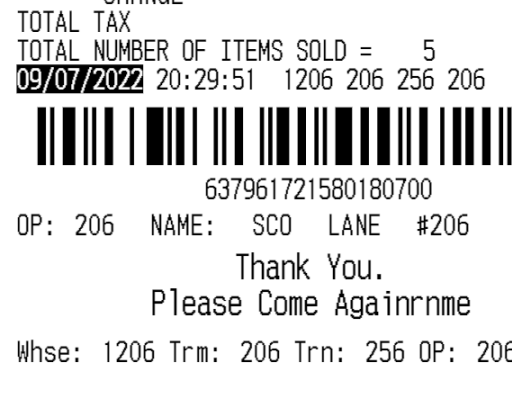 CHANGE
TOTAL TAX
TOTAL NUMBER OF ITEMS SOLD = 5
09/07/2022 20:29:51 1206 206 256 206
637961721580180700
OP: 206 NAME: SCO LANE #206
Thank You.
Please Come Againrnme
Whse: 1206 Trm: 206 Trn: 256 OP: 206